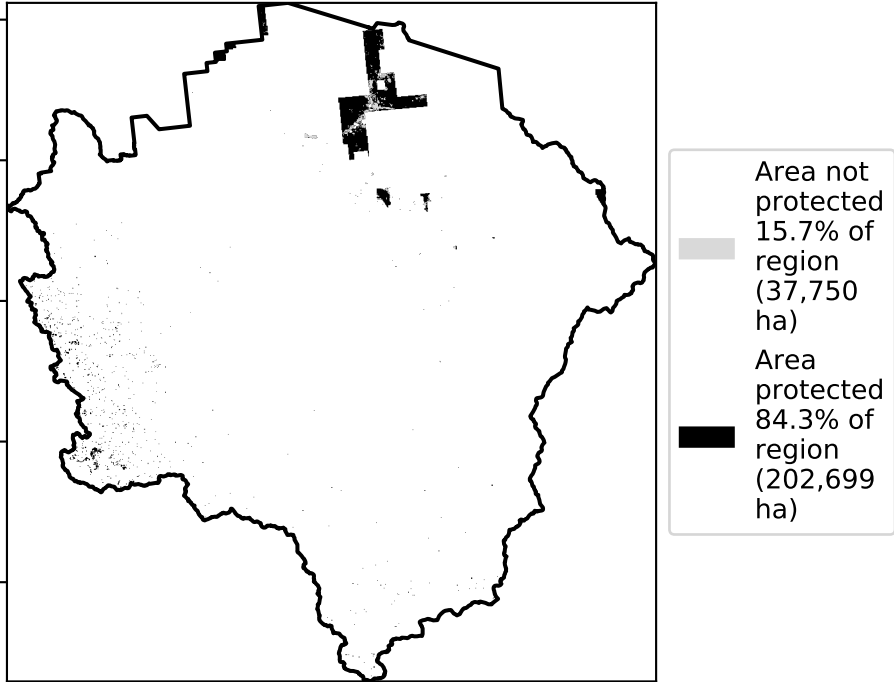 Area not
protected
15.7% of
region
(37,750
ha)
Area
protected
84.3% of
region
(202,699
ha)